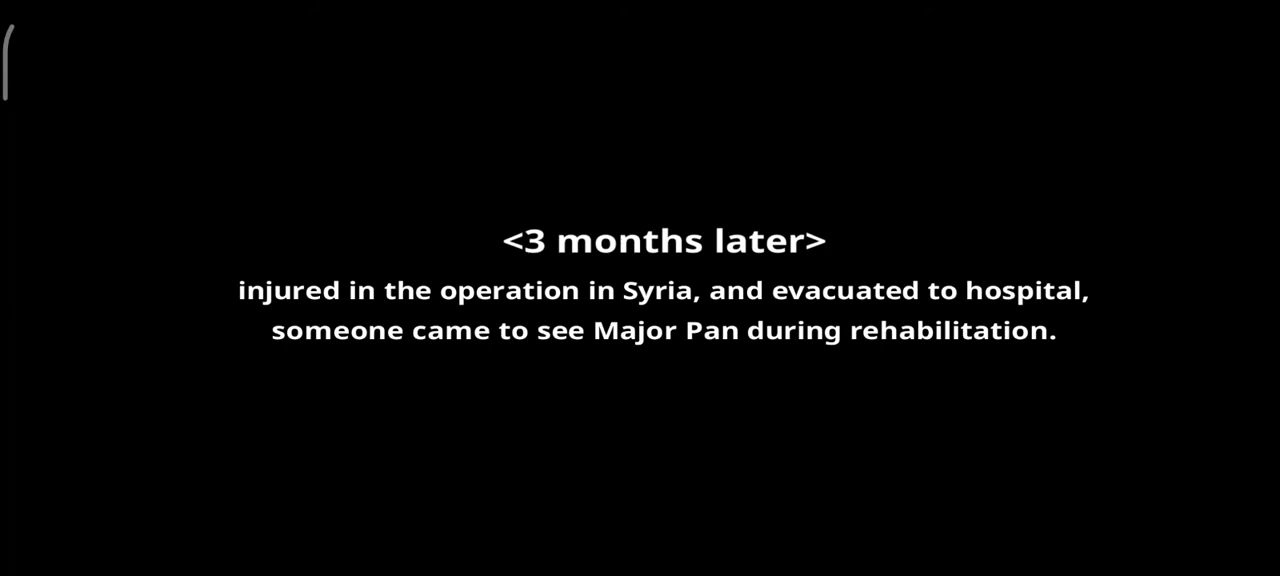 <3 months later>
injured in the operation in Syria, and evacuated to hospital,
someone came to see Major Pan during rehabilitation.